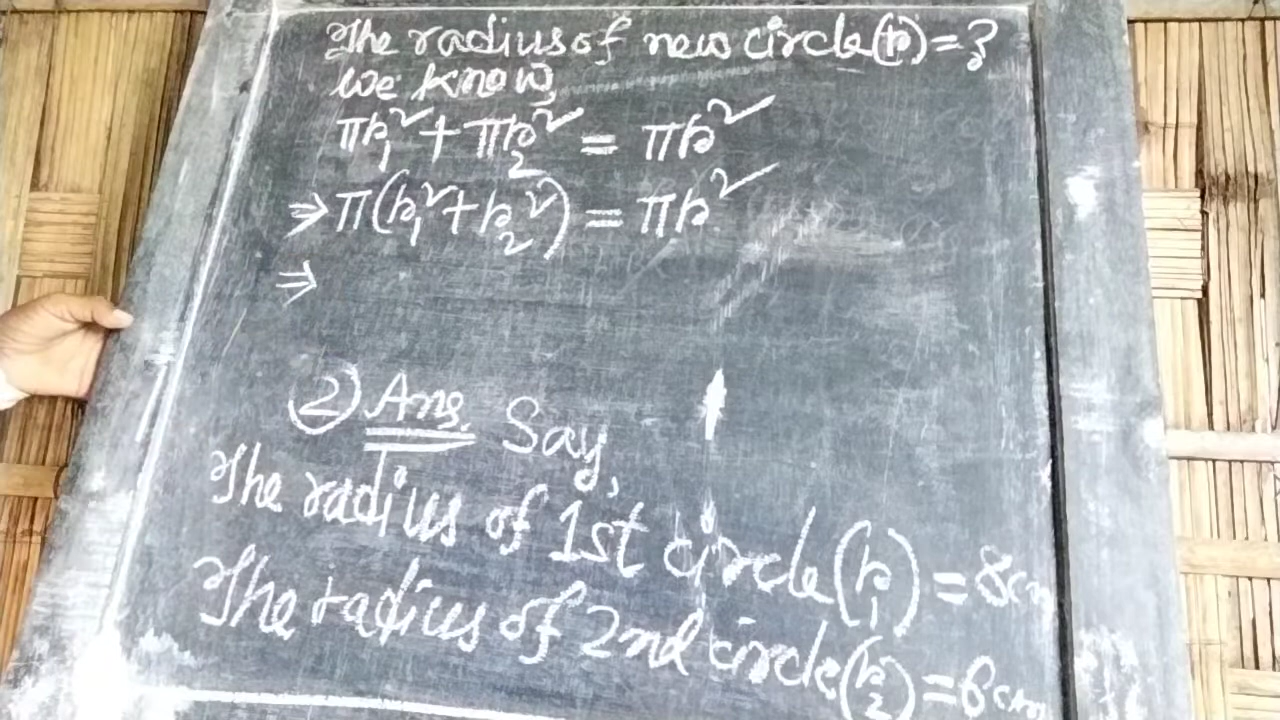 The radius of new circle(r)=?
we know,
πr₁²+πr₂² = πr²
⇒π(r₁²+r₂²) = πr²
⇒
② Ans. Say,
The radius of 1st circle(r₁)=8cm
The radius of 2nd circle(r₂)=6cm